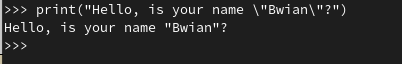 >>> print("Hello, is your name \"Bwian\"?")
Hello, is your name "Bwian"?
>>>